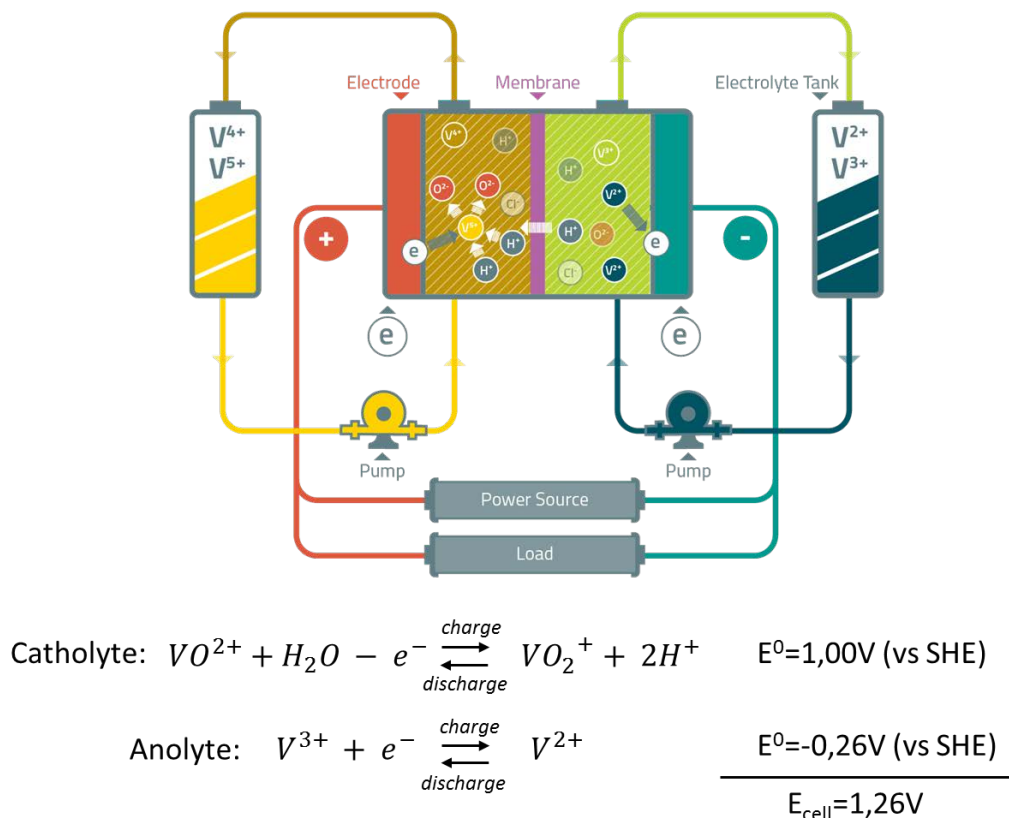 Electrode
Membrane
Electrolyte Tank
V⁴⁺
V⁵⁺
V²⁺
V³⁺
V⁴⁺
H⁺
V³⁺
H⁺
O²⁻
O²⁻
Cl⁻
V²⁺
V⁵⁺
H⁺
H⁺
O²⁻
e
e
H⁺
Cl⁻
V²⁺
+
-
e
e
Pump
Pump
Power Source
Load
Catholyte: VO²⁺ + H₂O − e⁻ ⇄ VO₂⁺ + 2H⁺ E⁰=1,00V (vs SHE)
charge
discharge
Anolyte: V³⁺ + e⁻ ⇄ V²⁺ E⁰=-0,26V (vs SHE)
charge
discharge
E_cell=1,26V